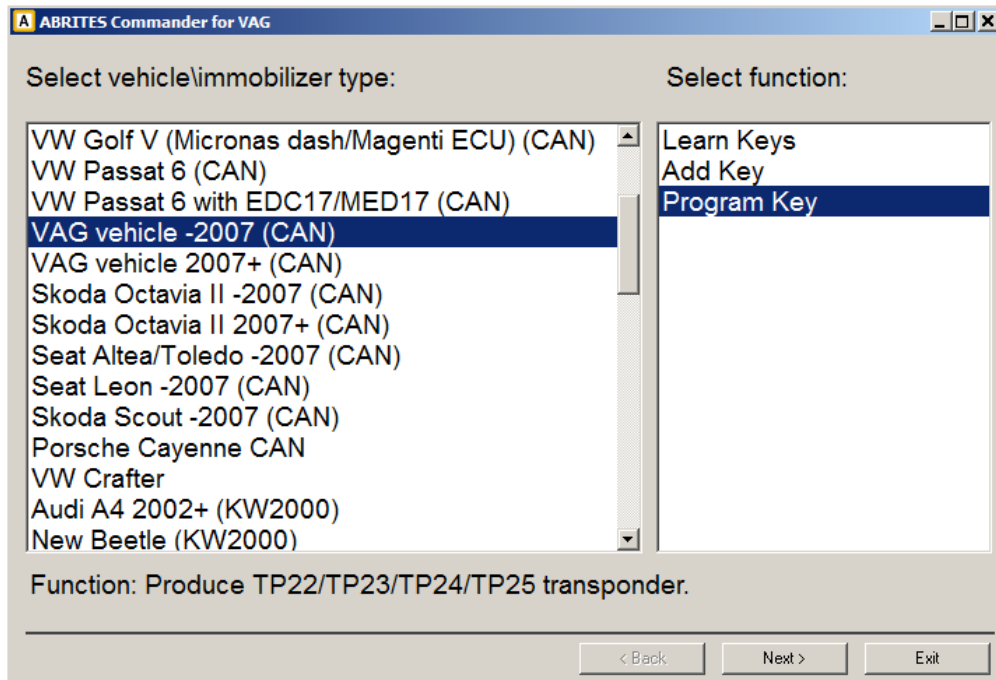 A ABRITES Commander for VAG
Select vehicle\immobilizer type:
Select function:
VW Golf V (Micronas dash/Magenti ECU) (CAN)
VW Passat 6 (CAN)
VW Passat 6 with EDC17/MED17 (CAN)
VAG vehicle -2007 (CAN)
VAG vehicle 2007+ (CAN)
Skoda Octavia II -2007 (CAN)
Skoda Octavia II 2007+ (CAN)
Seat Altea/Toledo -2007 (CAN)
Seat Leon -2007 (CAN)
Skoda Scout -2007 (CAN)
Porsche Cayenne CAN
VW Crafter
Audi A4 2002+ (KW2000)
New Beetle (KW2000)
Learn Keys
Add Key
Program Key
Function: Produce TP22/TP23/TP24/TP25 transponder.
< Back
Next >
Exit